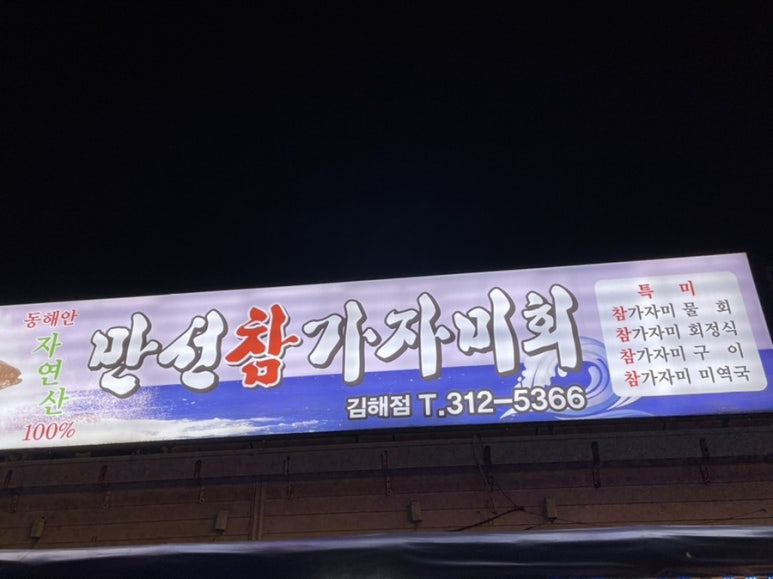 동해안
자연산
100%
만선참가자미회
김해점 T.312-5366
특 미
참가자미 물 회
참가자미 회정식
참가자미 구 이
참가자미 미역국